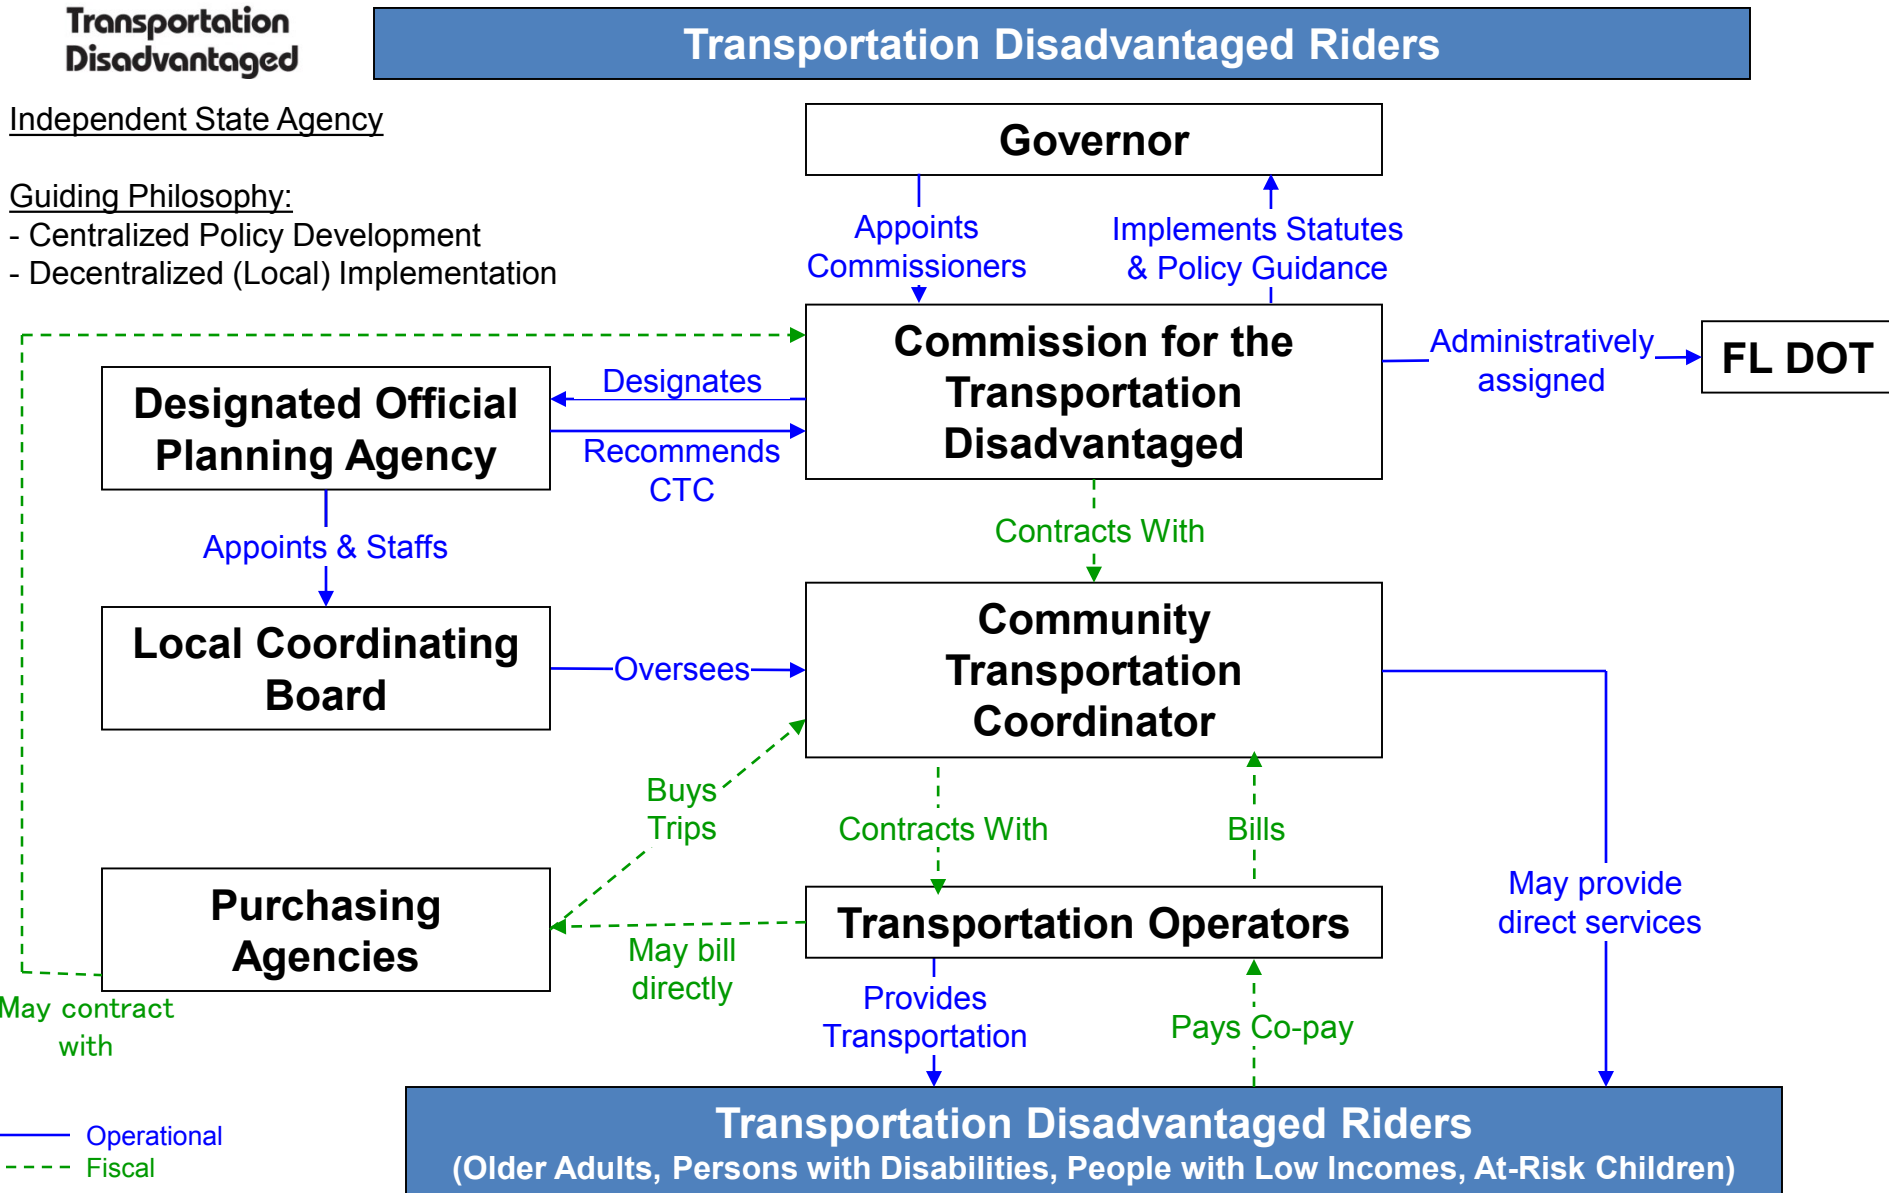 Transportation
Disadvantaged
Transportation Disadvantaged Riders
Independent State Agency
Guiding Philosophy:
- Centralized Policy Development
- Decentralized (Local) Implementation
Governor
Appoints
Commissioners
Implements Statutes
& Policy Guidance
Commission for the
Transportation
Disadvantaged
Administratively
assigned
FL DOT
Designated Official
Planning Agency
Designates
Recommends
CTC
Contracts With
Appoints & Staffs
Local Coordinating
Board
Oversees
Community
Transportation
Coordinator
Buys
Trips
Contracts With
Bills
May provide
direct services
Purchasing
Agencies
May bill
directly
Transportation Operators
May contract
with
Provides
Transportation
Pays Co-pay
Operational
Fiscal
Transportation Disadvantaged Riders
(Older Adults, Persons with Disabilities, People with Low Incomes, At-Risk Children)